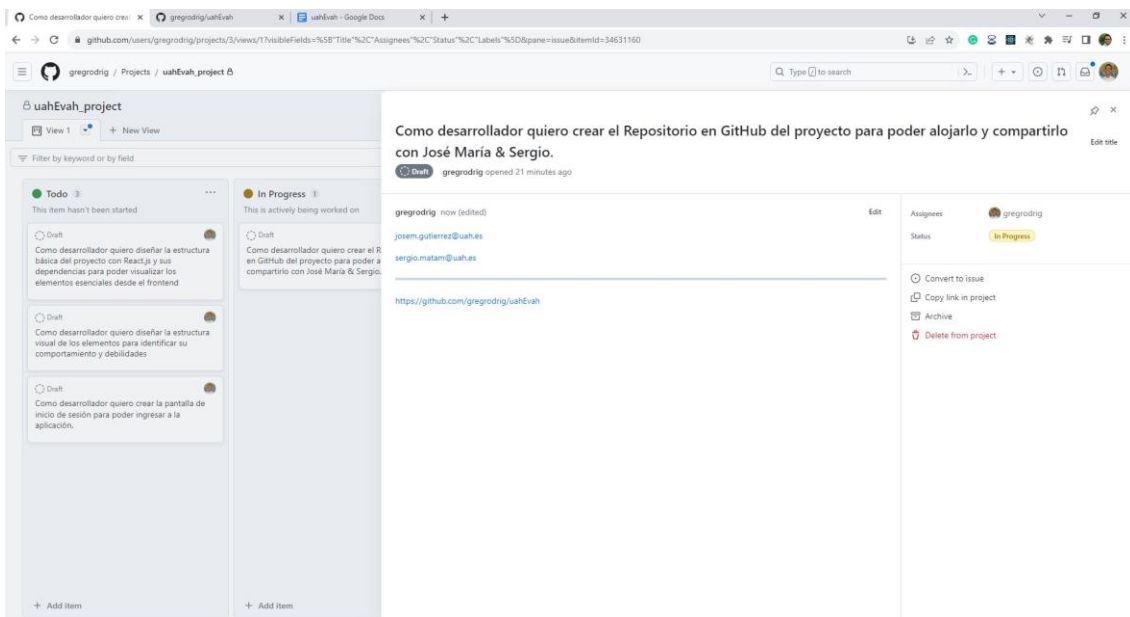 Como desarrollador quiero crea
gregrodrig/uahEvah
uahEvah - Google Docs
github.com/users/gregrodrig/projects/3/views/1?visibleFields=%5B"Title"%2C"Assignees"%2C"Status"%2C"Labels"%5D&pane=issue&itemId=34631160
gregrodrig / Projects / uahEvah_project
Type / to search
uahEvah_project
View 1
+ New View
Filter by keyword or by field
Todo 3
This item hasn't been started
Draft
Como desarrollador quiero diseñar la estructura
básica del proyecto con React.js y sus
dependencias para poder visualizar los
elementos esenciales desde el frontend
Draft
Como desarrollador quiero diseñar la estructura
visual de los elementos para identificar su
comportamiento y debilidades
Draft
Como desarrollador quiero crear la pantalla de
inicio de sesión para poder ingresar a la
aplicación.
+ Add item
In Progress 1
This is actively being worked on
Draft
Como desarrollador quiero crear el R
en GitHub del proyecto para poder a
compartirlo con José María & Sergio.
+ Add item
Como desarrollador quiero crear el Repositorio en GitHub del proyecto para poder alojarlo y compartirlo
con José María & Sergio.
Edit title
Draft gregrodrig opened 21 minutes ago
gregrodrig now (edited)
Edit
josem.gutierrez@uah.es
sergio.matam@uah.es
https://github.com/gregrodrig/uahEvah
Assignees gregrodrig
Status In Progress
Convert to issue
Copy link in project
Archive
Delete from project